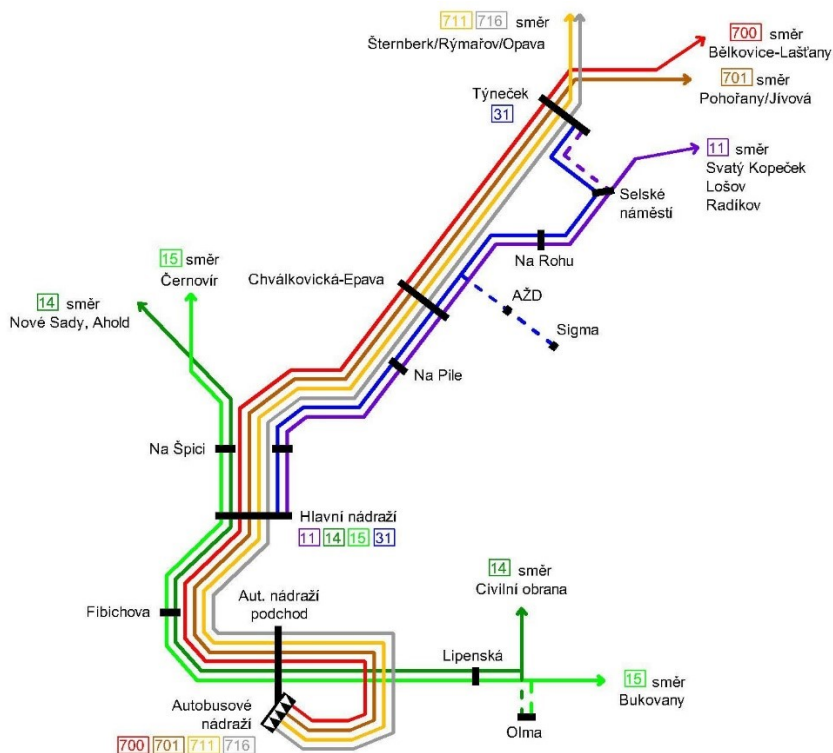 711 716 směr
Šternberk/Rýmařov/Opava
700 směr
Bělkovice-Lašťany
701 směr
Pohořany/Jívová
Týneček
31
11 směr
Svatý Kopeček
Lošov
Radíkov
Selské
náměstí
Na Rohu
15 směr
Černovír
Chválkovická-Epava
AŽD
14 směr
Nové Sady, Ahold
Sigma
Na Pile
Na Špici
Hlavní nádraží
11 14 15 31
14 směr
Civilní obrana
Fibichova
Aut. nádraží
podchod
Lipenská
15 směr
Bukovany
Autobusové
nádraží
Olma
700 701 711 716